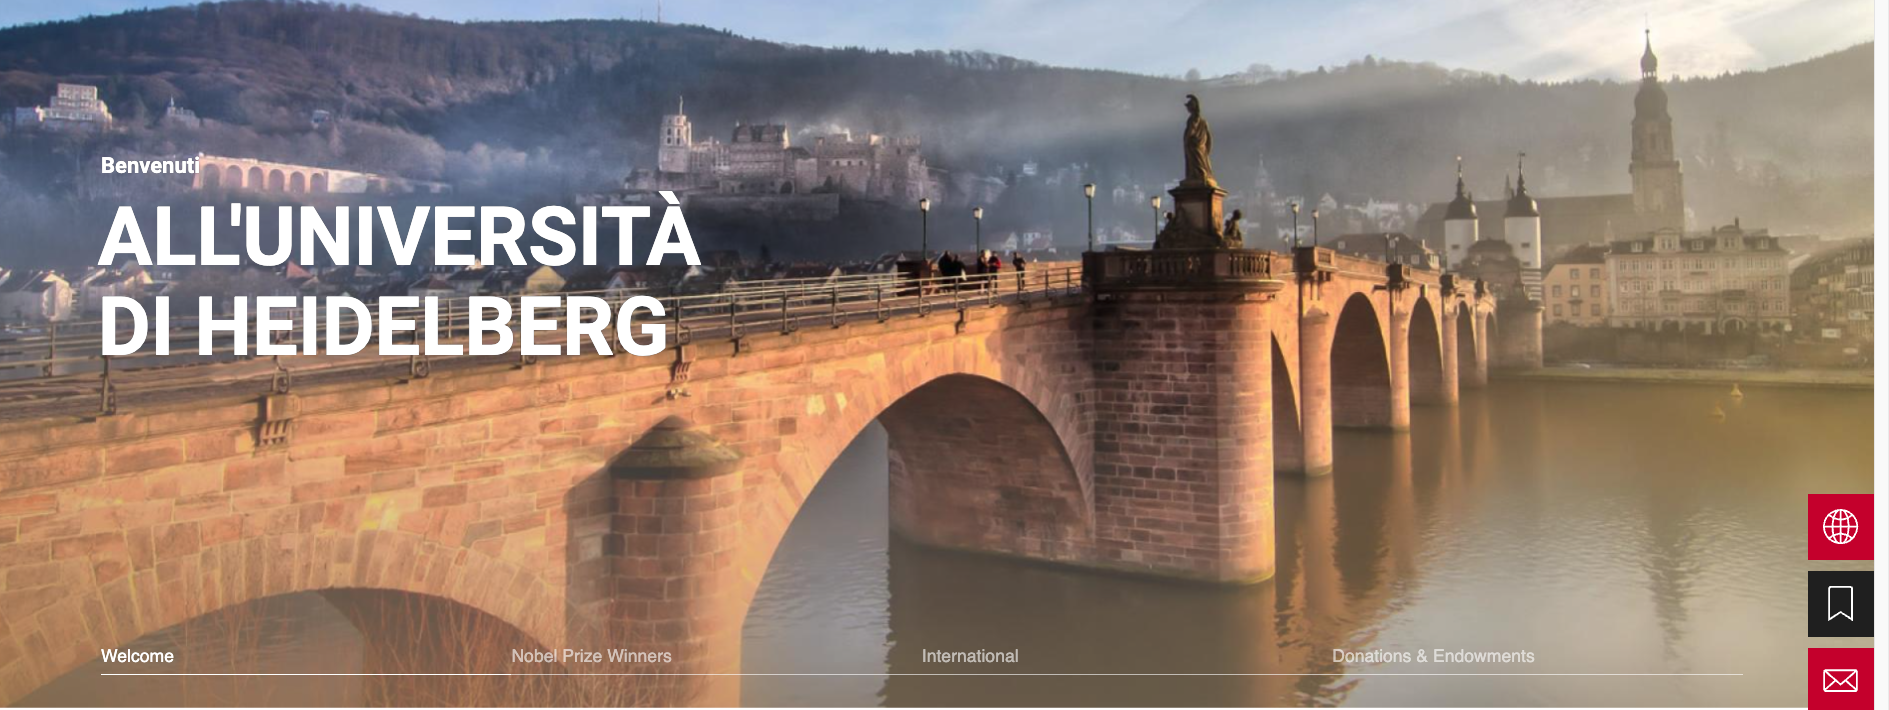 Benvenuti
ALL'UNIVERSITÀ
DI HEIDELBERG
Welcome
Nobel Prize Winners
International
Donations & Endowments